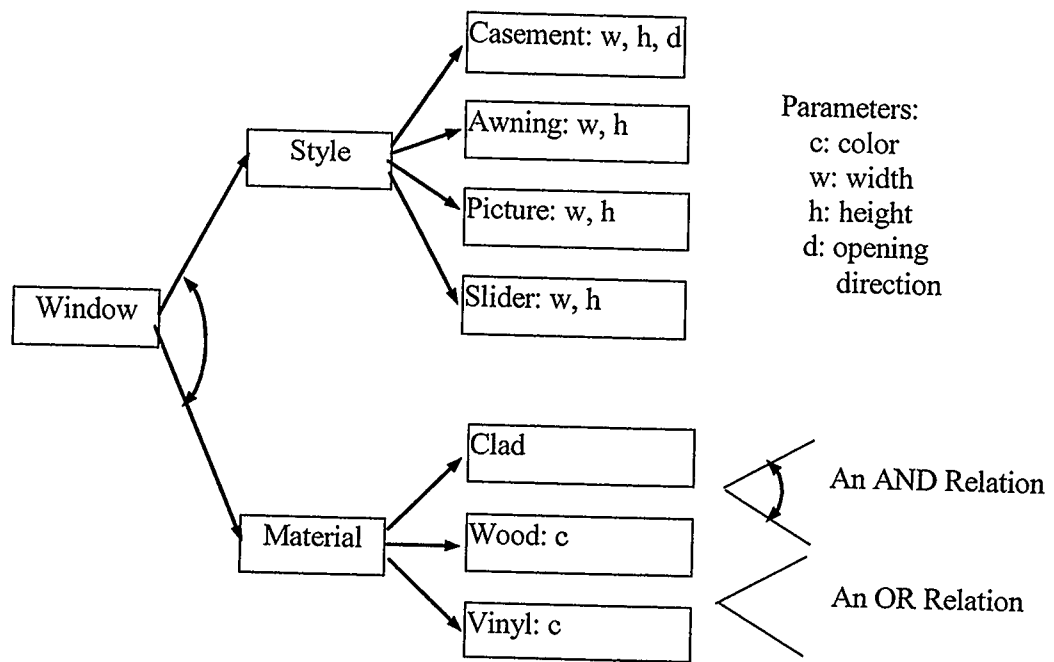 Casement: w, h, d
Awning: w, h
Style
Picture: w, h
Slider: w, h
Window
Parameters:
c: color
w: width
h: height
d: opening
direction
Clad
Material
Wood: c
Vinyl: c
An AND Relation
An OR Relation